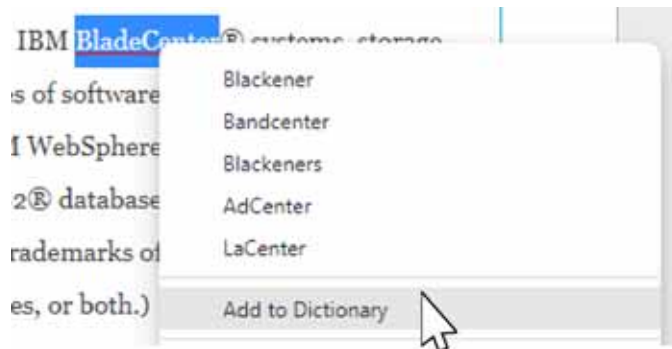 IBM BladeCenter® systems, storage
Blackener
s of software
Bandcenter
M WebSphere
Blackeners
2® database
AdCenter
rademarks of
LaCenter
es, or both.)
Add to Dictionary